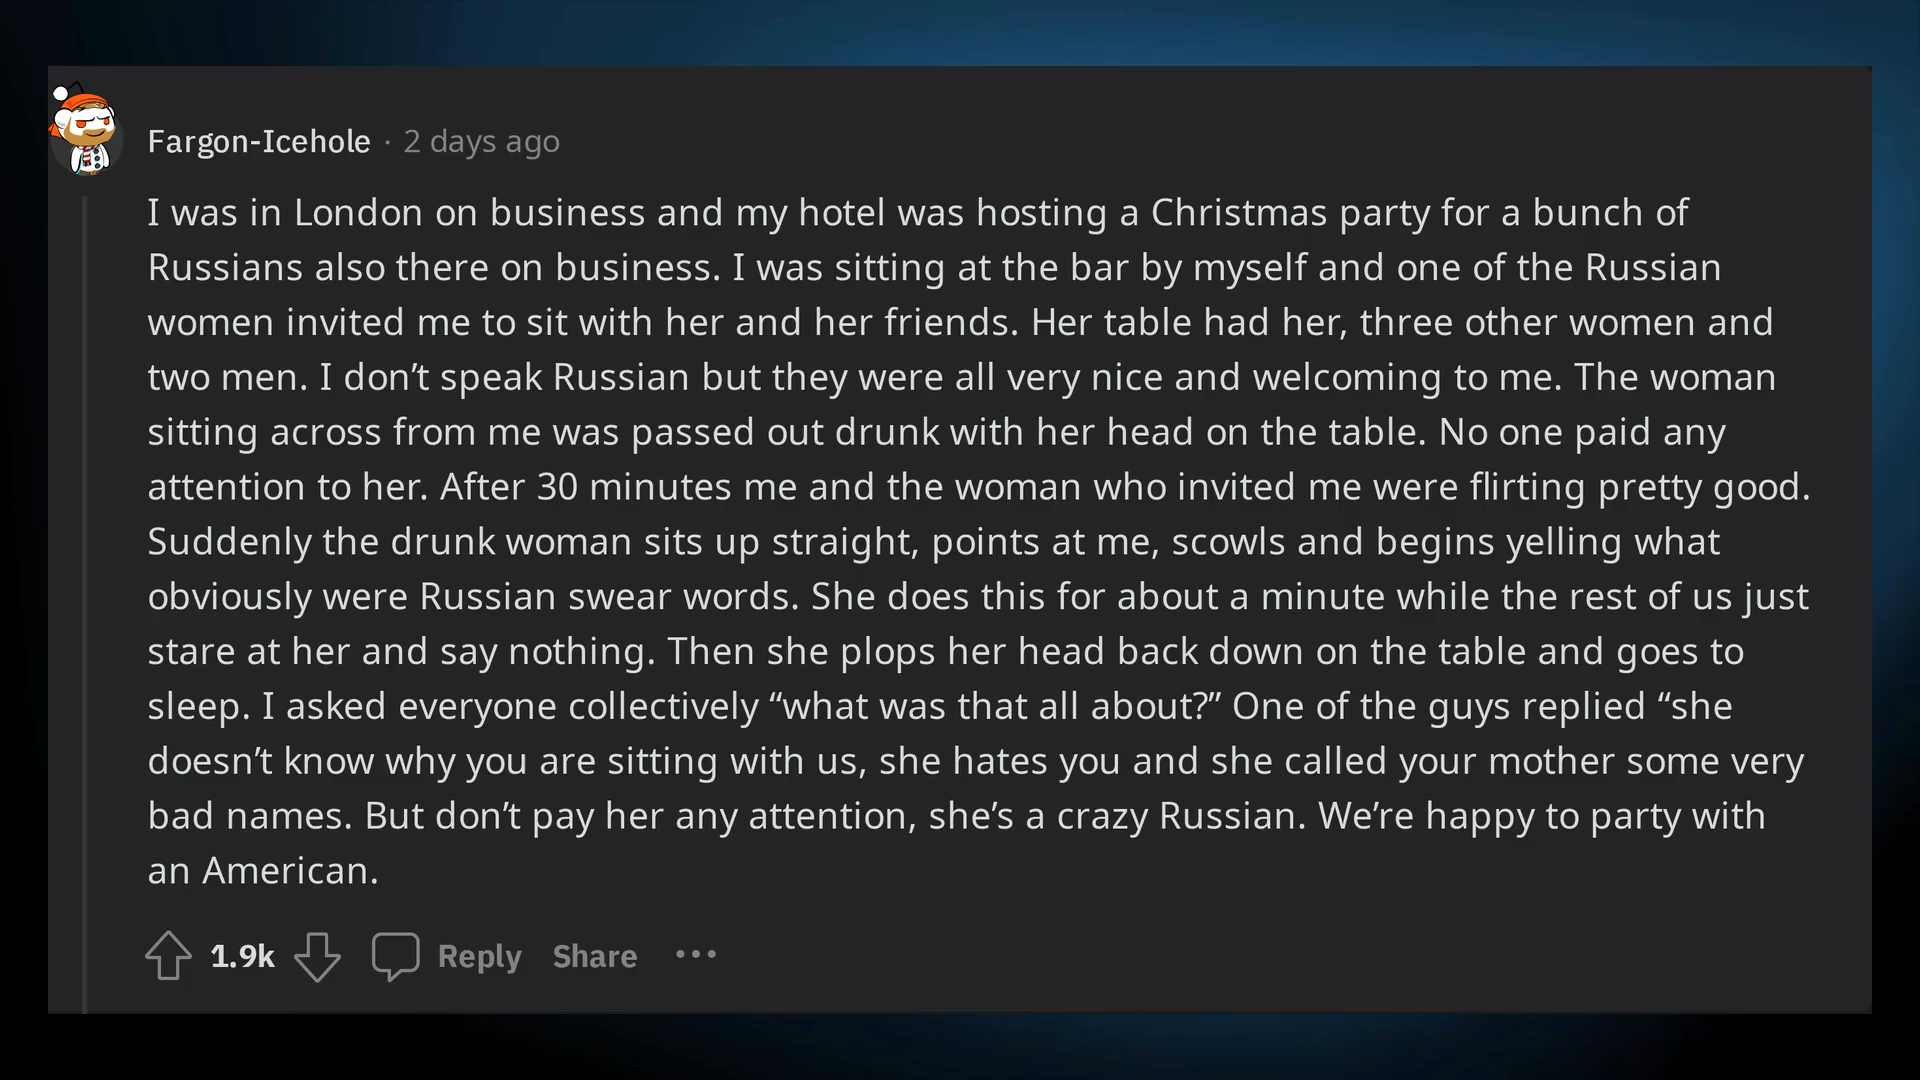 Fargon-Icehole · 2 days ago
I was in London on business and my hotel was hosting a Christmas party for a bunch of
Russians also there on business. I was sitting at the bar by myself and one of the Russian
women invited me to sit with her and her friends. Her table had her, three other women and
two men. I don’t speak Russian but they were all very nice and welcoming to me. The woman
sitting across from me was passed out drunk with her head on the table. No one paid any
attention to her. After 30 minutes me and the woman who invited me were flirting pretty good.
Suddenly the drunk woman sits up straight, points at me, scowls and begins yelling what
obviously were Russian swear words. She does this for about a minute while the rest of us just
stare at her and say nothing. Then she plops her head back down on the table and goes to
sleep. I asked everyone collectively “what was that all about?” One of the guys replied “she
doesn’t know why you are sitting with us, she hates you and she called your mother some very
bad names. But don’t pay her any attention, she’s a crazy Russian. We’re happy to party with
an American.
1.9k Reply Share ···